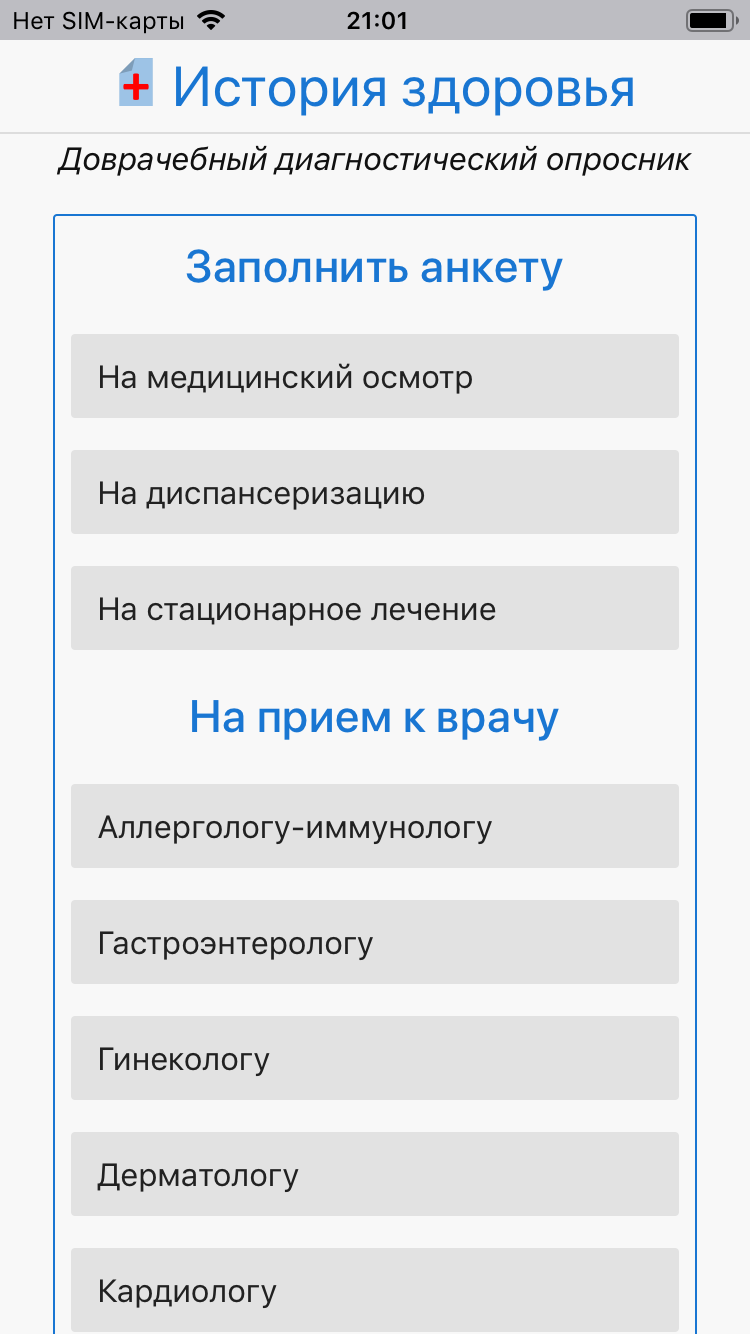 Нет SIM-карты 21:01
История здоровья
Доврачебный диагностический опросник
Заполнить анкету
На медицинский осмотр
На диспансеризацию
На стационарное лечение
На прием к врачу
Аллергологу-иммунологу
Гастроэнтерологу
Гинекологу
Дерматологу
Кардиологу